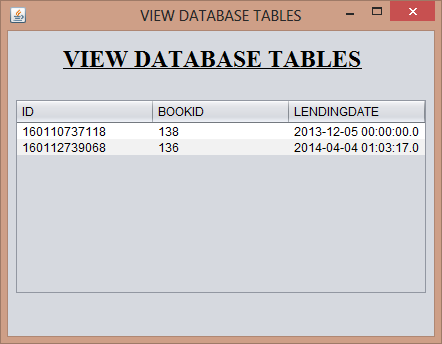 VIEW DATABASE TABLES
VIEW DATABASE TABLES
ID BOOKID LENDINGDATE
160110737118 138 2013-12-05 00:00:00.0
160112739068 136 2014-04-04 01:03:17.0